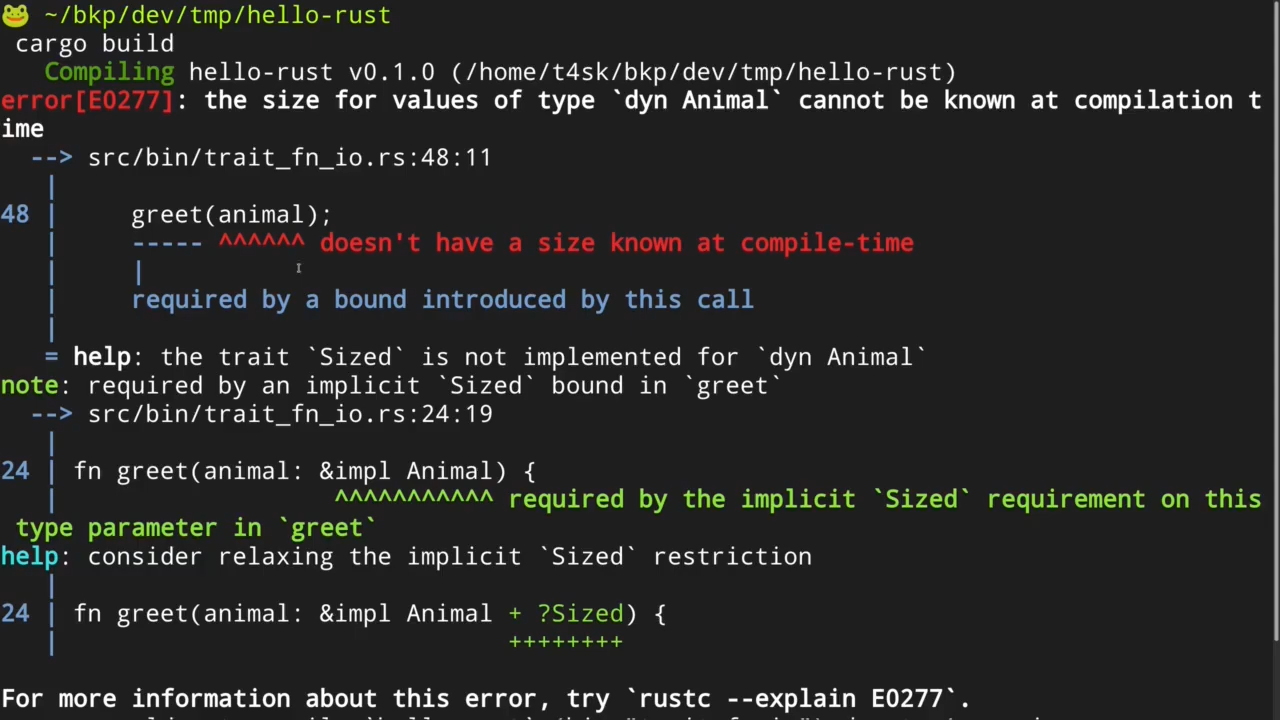 ~/bkp/dev/tmp/hello-rust
cargo build
Compiling hello-rust v0.1.0 (/home/t4sk/bkp/dev/tmp/hello-rust)
error[E0277]: the size for values of type `dyn Animal` cannot be known at compilation t
ime
--> src/bin/trait_fn_io.rs:48:11
|
48 | greet(animal);
| ----- ^^^^^^ doesn't have a size known at compile-time
| |
| required by a bound introduced by this call
|
= help: the trait `Sized` is not implemented for `dyn Animal`
note: required by an implicit `Sized` bound in `greet`
--> src/bin/trait_fn_io.rs:24:19
|
24 | fn greet(animal: &impl Animal) {
| ^^^^^^^^^^^ required by the implicit `Sized` requirement on this
type parameter in `greet`
help: consider relaxing the implicit `Sized` restriction
|
24 | fn greet(animal: &impl Animal + ?Sized) {
| ++++++++
For more information about this error, try `rustc --explain E0277`.